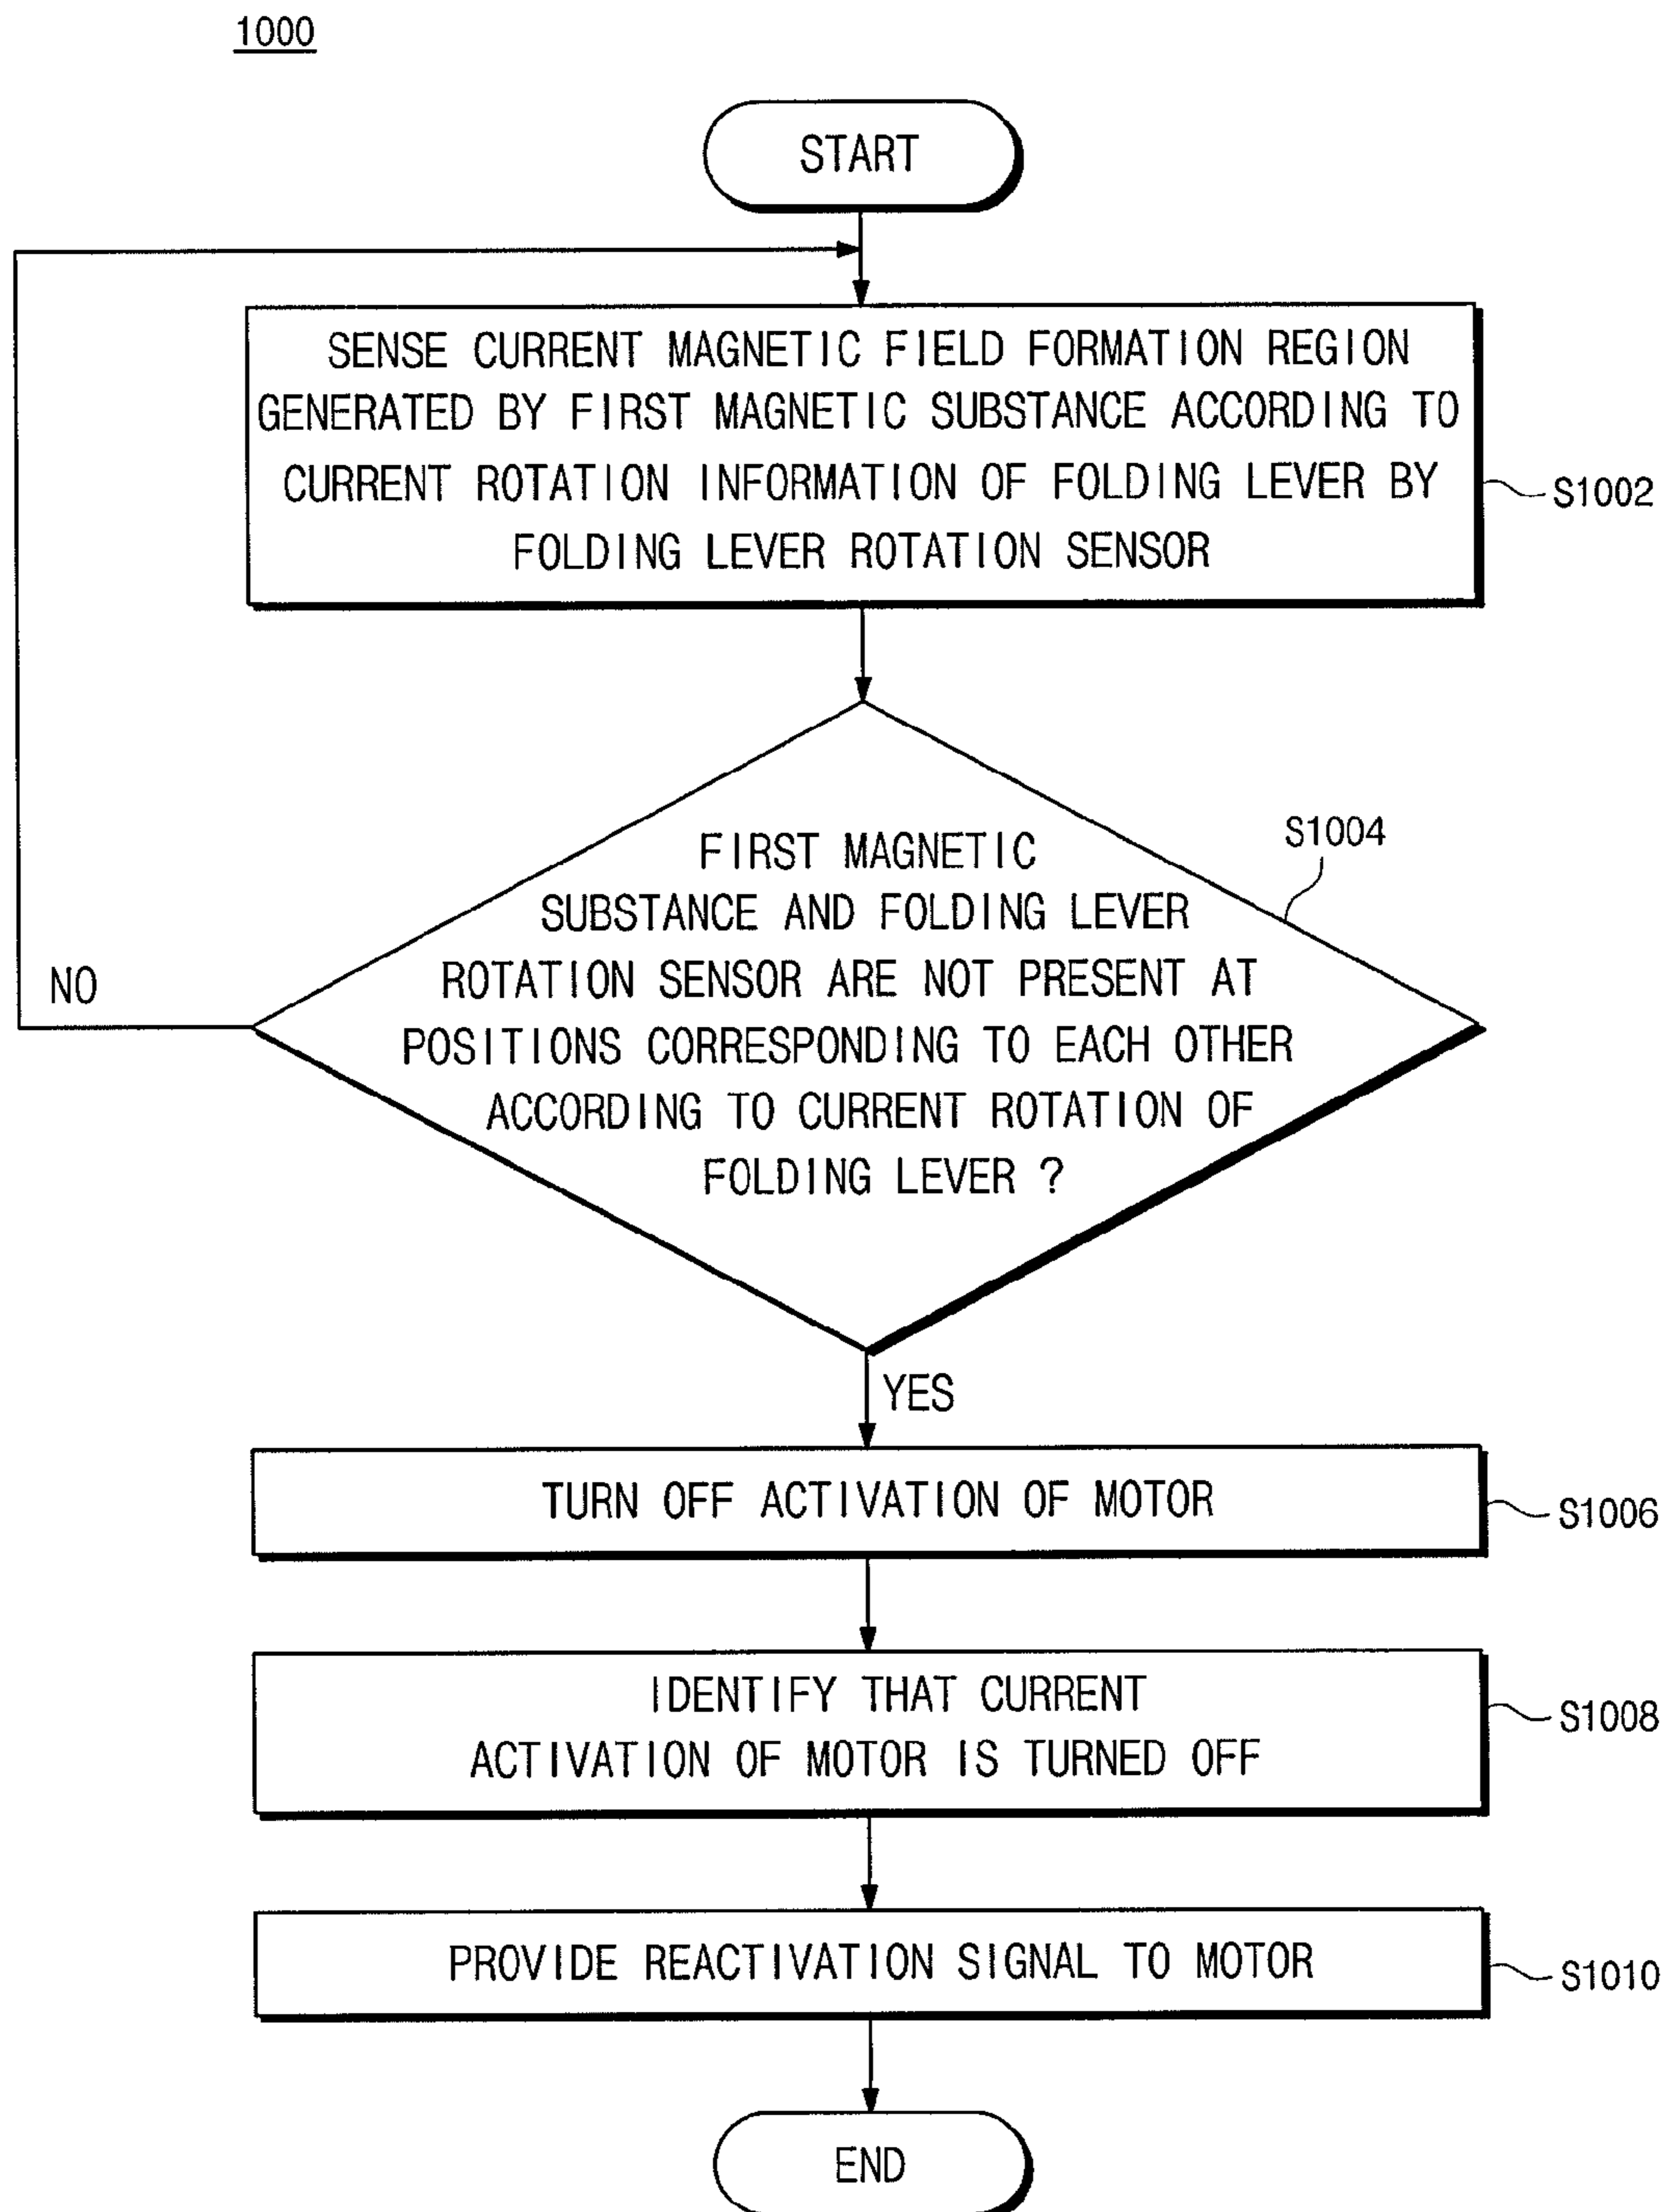 1000
START
SENSE CURRENT MAGNETIC FIELD FORMATION REGION
GENERATED BY FIRST MAGNETIC SUBSTANCE ACCORDING TO
CURRENT ROTATION INFORMATION OF FOLDING LEVER BY
FOLDING LEVER ROTATION SENSOR
S1002
S1004
FIRST MAGNETIC
SUBSTANCE AND FOLDING LEVER
ROTATION SENSOR ARE NOT PRESENT AT
POSITIONS CORRESPONDING TO EACH OTHER
ACCORDING TO CURRENT ROTATION OF
FOLDING LEVER ?
NO
YES
TURN OFF ACTIVATION OF MOTOR
S1006
IDENTIFY THAT CURRENT
ACTIVATION OF MOTOR IS TURNED OFF
S1008
PROVIDE REACTIVATION SIGNAL TO MOTOR
S1010
END